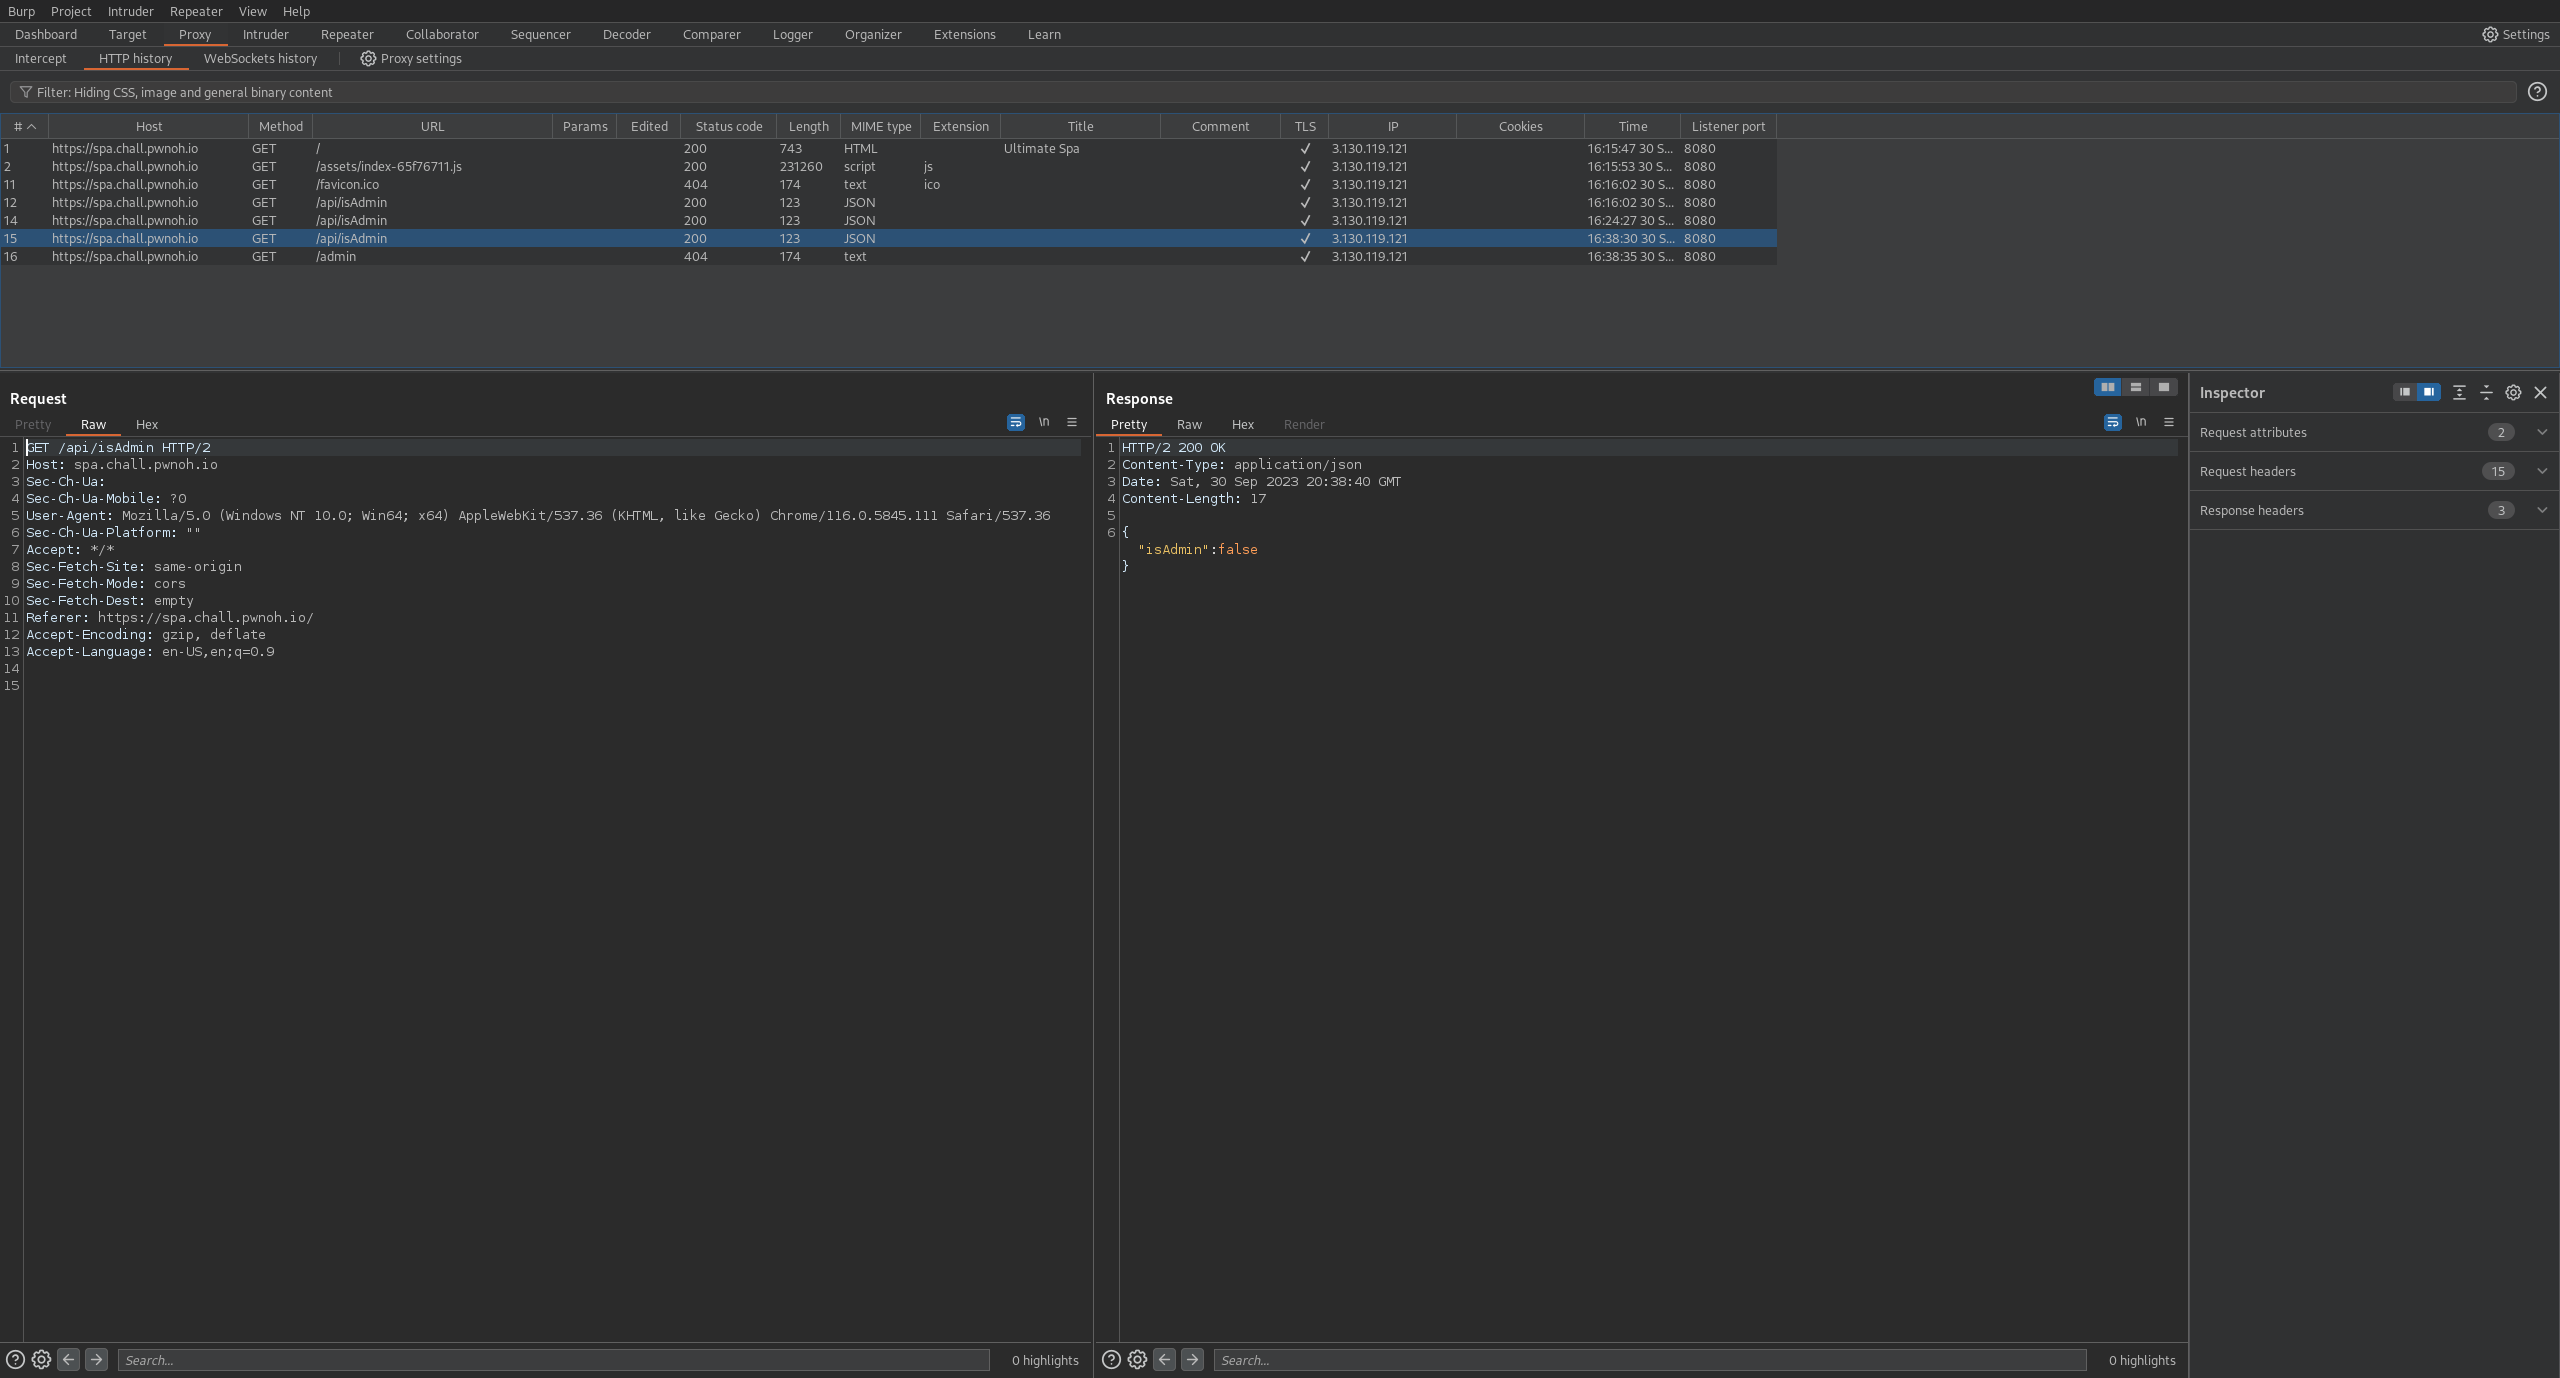 Burp Project Intruder Repeater View Help
Dashboard Target Proxy Intruder Repeater Collaborator Sequencer Decoder Comparer Logger Organizer Extensions Learn Settings
Intercept HTTP history WebSockets history Proxy settings
Filter: Hiding CSS, image and general binary content
# Host Method URL Params Edited Status code Length MIME type Extension Title Comment TLS IP Cookies Time Listener port
1 https://spa.chall.pwnoh.io GET / 200 743 HTML Ultimate Spa ✓ 3.130.119.121 16:15:47 30 S... 8080
2 https://spa.chall.pwnoh.io GET /assets/index-65f76711.js 200 231260 script js ✓ 3.130.119.121 16:15:53 30 S... 8080
11 https://spa.chall.pwnoh.io GET /favicon.ico 404 174 text ico ✓ 3.130.119.121 16:16:02 30 S... 8080
12 https://spa.chall.pwnoh.io GET /api/isAdmin 200 123 JSON ✓ 3.130.119.121 16:16:02 30 S... 8080
14 https://spa.chall.pwnoh.io GET /api/isAdmin 200 123 JSON ✓ 3.130.119.121 16:24:27 30 S... 8080
15 https://spa.chall.pwnoh.io GET /api/isAdmin 200 123 JSON ✓ 3.130.119.121 16:38:30 30 S... 8080
16 https://spa.chall.pwnoh.io GET /admin 404 174 text ✓ 3.130.119.121 16:38:35 30 S... 8080
Request
Pretty Raw Hex \n
1 GET /api/isAdmin HTTP/2
2 Host: spa.chall.pwnoh.io
3 Sec-Ch-Ua:
4 Sec-Ch-Ua-Mobile: ?0
5 User-Agent: Mozilla/5.0 (Windows NT 10.0; Win64; x64) AppleWebKit/537.36 (KHTML, like Gecko) Chrome/116.0.5845.111 Safari/537.36
6 Sec-Ch-Ua-Platform: ""
7 Accept: */*
8 Sec-Fetch-Site: same-origin
9 Sec-Fetch-Mode: cors
10 Sec-Fetch-Dest: empty
11 Referer: https://spa.chall.pwnoh.io/
12 Accept-Encoding: gzip, deflate
13 Accept-Language: en-US,en;q=0.9
14
15
Search... 0 highlights
Response
Pretty Raw Hex Render \n
1 HTTP/2 200 OK
2 Content-Type: application/json
3 Date: Sat, 30 Sep 2023 20:38:40 GMT
4 Content-Length: 17
5
6 {
"isAdmin":false
}
Search... 0 highlights
Inspector
Request attributes 2
Request headers 15
Response headers 3